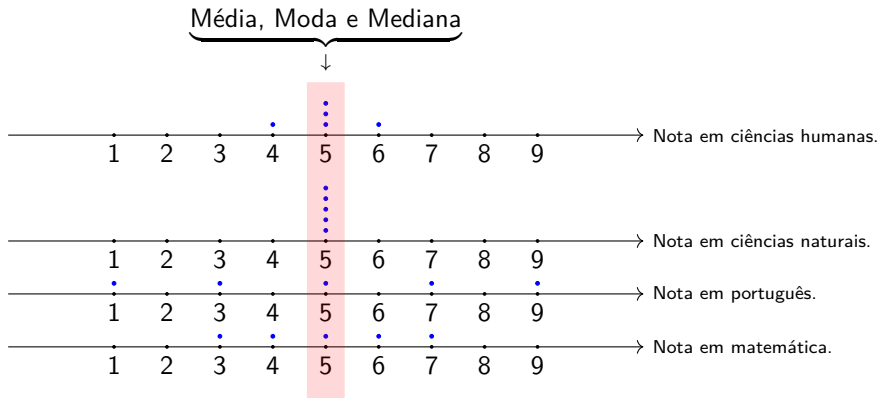 Média, Moda e Mediana
↓
Nota em ciências humanas.
1 2 3 4 5 6 7 8 9
Nota em ciências naturais.
1 2 3 4 5 6 7 8 9
Nota em português.
1 2 3 4 5 6 7 8 9
Nota em matemática.
1 2 3 4 5 6 7 8 9